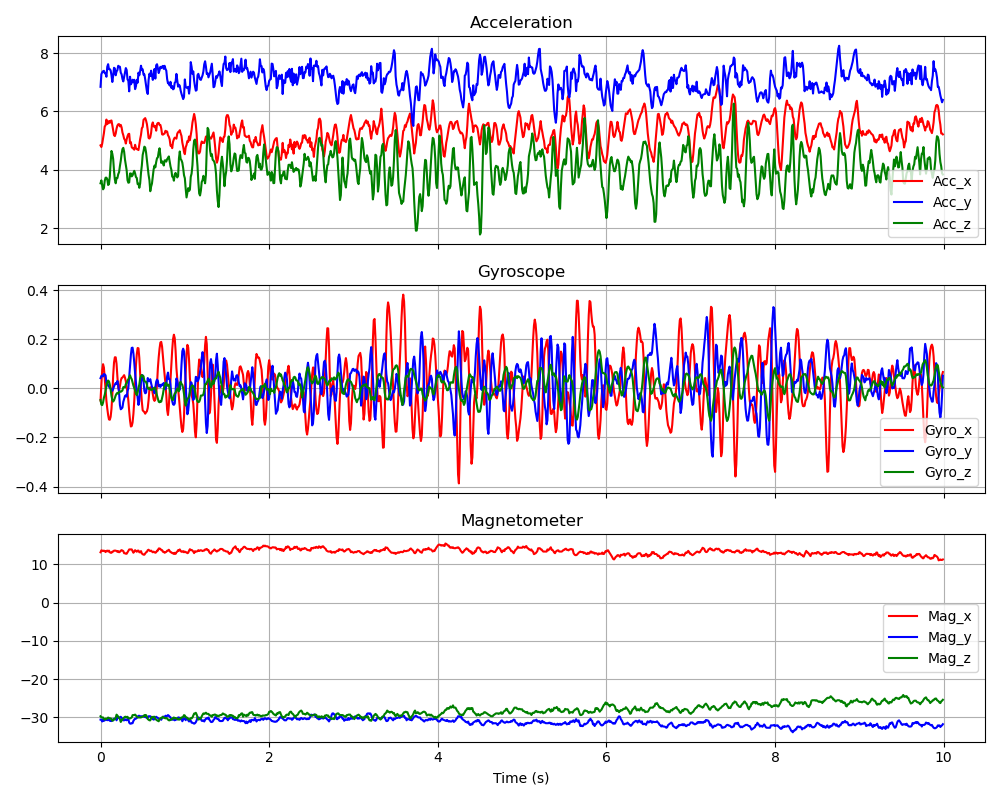 Acceleration
8
6
4
2
Acc_x
Acc_y
Acc_z
Gyroscope
0.4
0.2
0.0
−0.2
−0.4
Gyro_x
Gyro_y
Gyro_z
Magnetometer
10
0
−10
−20
−30
Mag_x
Mag_y
Mag_z
0 2 4 6 8 10
Time (s)